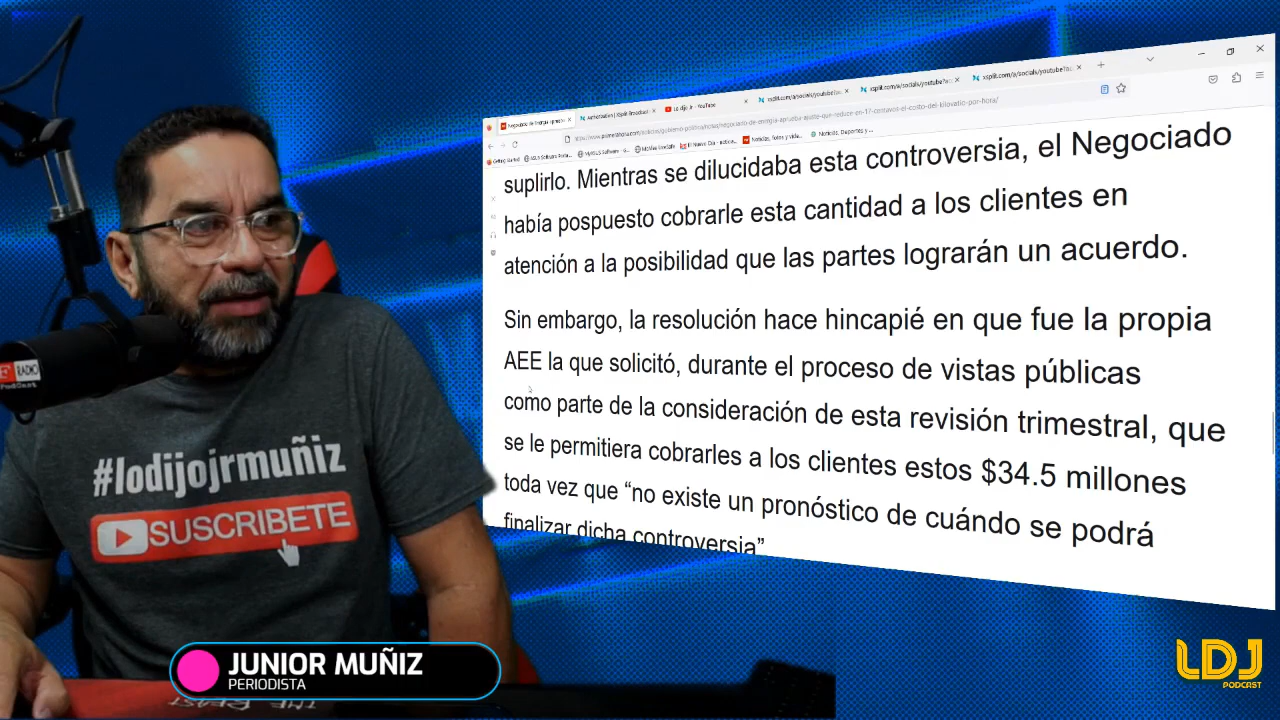 suplirlo. Mientras se dilucidaba esta controversia, el Negociado
había pospuesto cobrarle esta cantidad a los clientes en
atención a la posibilidad que las partes lograrán un acuerdo.
Sin embargo, la resolución hace hincapié en que fue la propia
AEE la que solicitó, durante el proceso de vistas públicas
como parte de la consideración de esta revisión trimestral, que
se le permitiera cobrarles a los clientes estos $34.5 millones
toda vez que “no existe un pronóstico de cuándo se podrá
finalizar dicha controversia”
RADIO
#lodijojrmuñiz
SUSCRIBETE
JUNIOR MUÑIZ
PERIODISTA
THE BEAST
LDJ
PODCAST